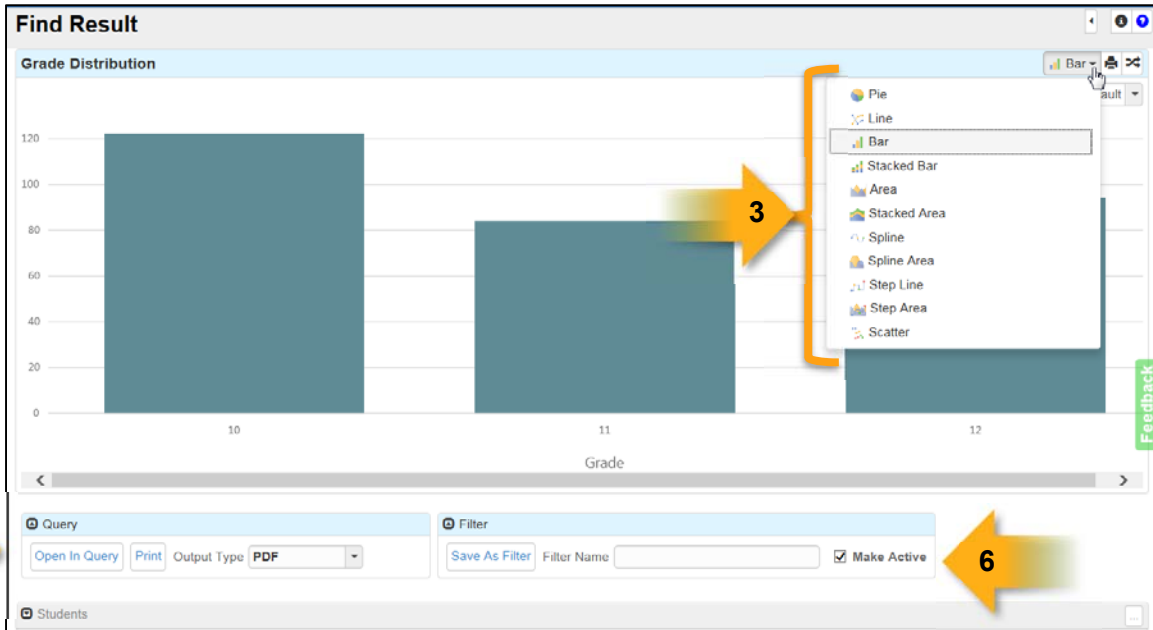 Find Result
Grade Distribution
Bar
ault
Pie
Line
Bar
Stacked Bar
Area
Stacked Area
Spline
Spline Area
Step Line
Step Area
Scatter
3
120
100
80
60
40
20
0
10 11 12
Grade
Feedback
Query
Open In Query Print Output Type PDF
Filter
Save As Filter Filter Name Make Active
6
Students
...